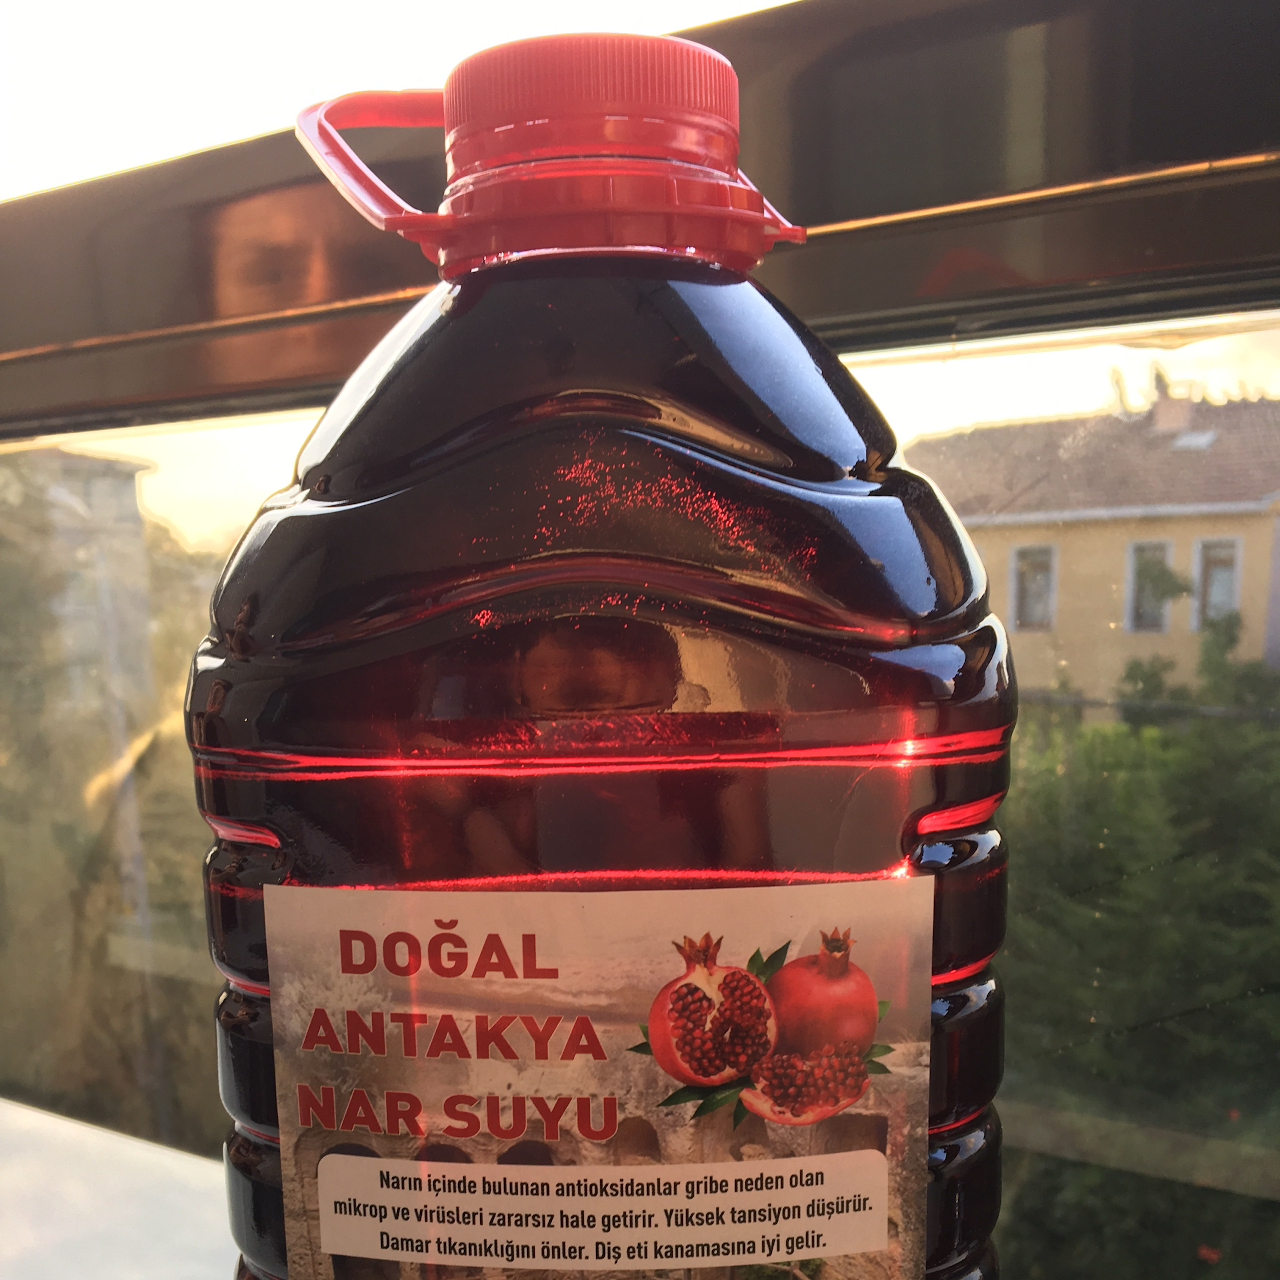 DOĞAL
ANTAKYA
NAR SUYU
Narın içinde bulunan antioksidanlar gribe neden olan
mikrop ve virüsleri zararsız hale getirir. Yüksek tansiyon düşürür.
Damar tıkanıklığını önler. Diş eti kanamasına iyi gelir.